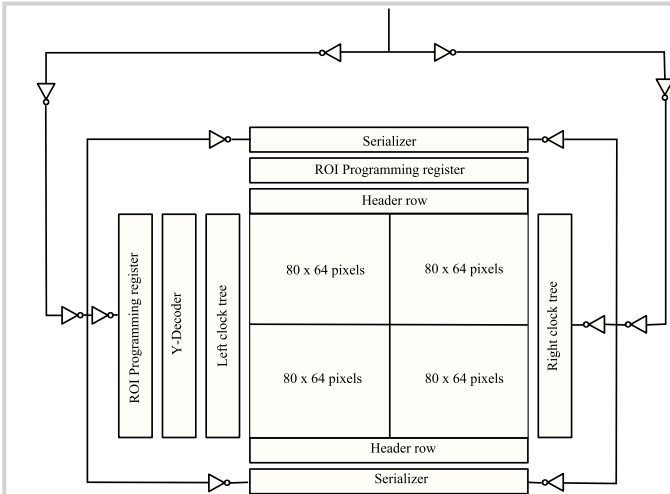 Serializer
ROI Programming register
Header row
80 x 64 pixels
80 x 64 pixels
ROI Programming register
Y-Decoder
Left clock tree
Right clock tree
80 x 64 pixels
80 x 64 pixels
Header row
Serializer